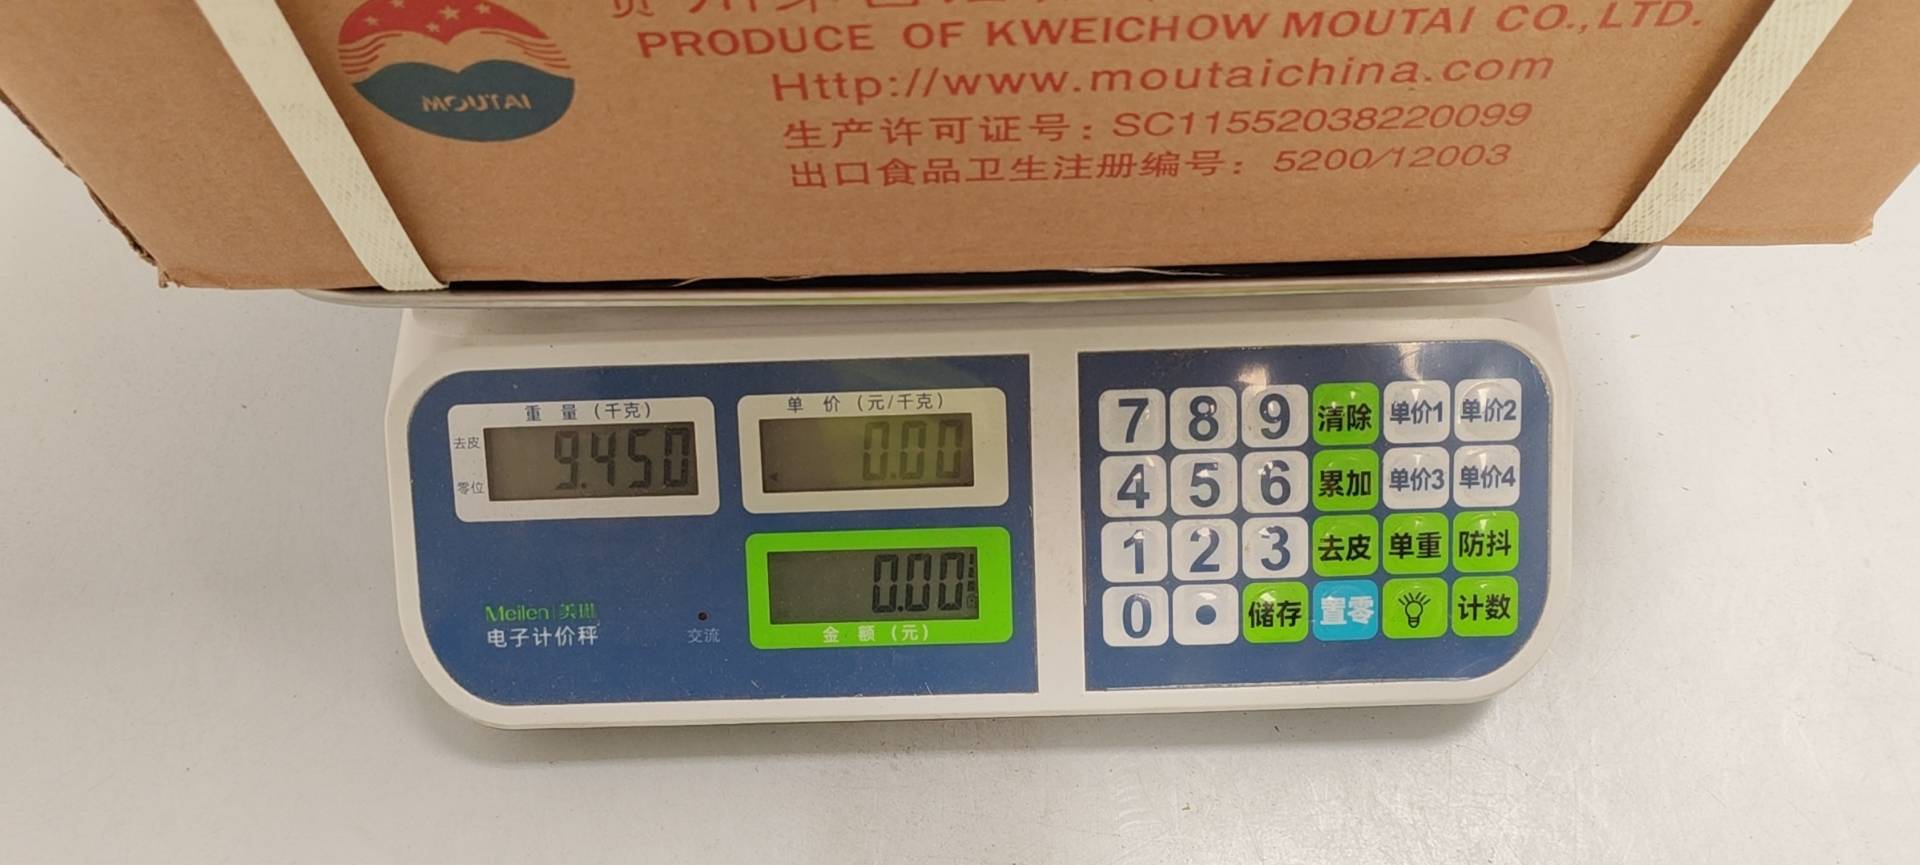 PRODUCE OF KWEICHOW MOUTAI CO.,LTD.
MOUTAI
Http://www.moutaichina.com
生产许可证号：SC11552038220099
出口食品卫生注册编号：5200/12003
重量（千克）
去皮
零位
9.450
单价（元/千克）
0.00
0.00
金额（元）
Meilen
电子计价秤
交流
7 8 9 清除 单价1 单价2
4 5 6 累加 单价3 单价4
1 2 3 去皮 单重 防抖
0 • 储存 置零 计数